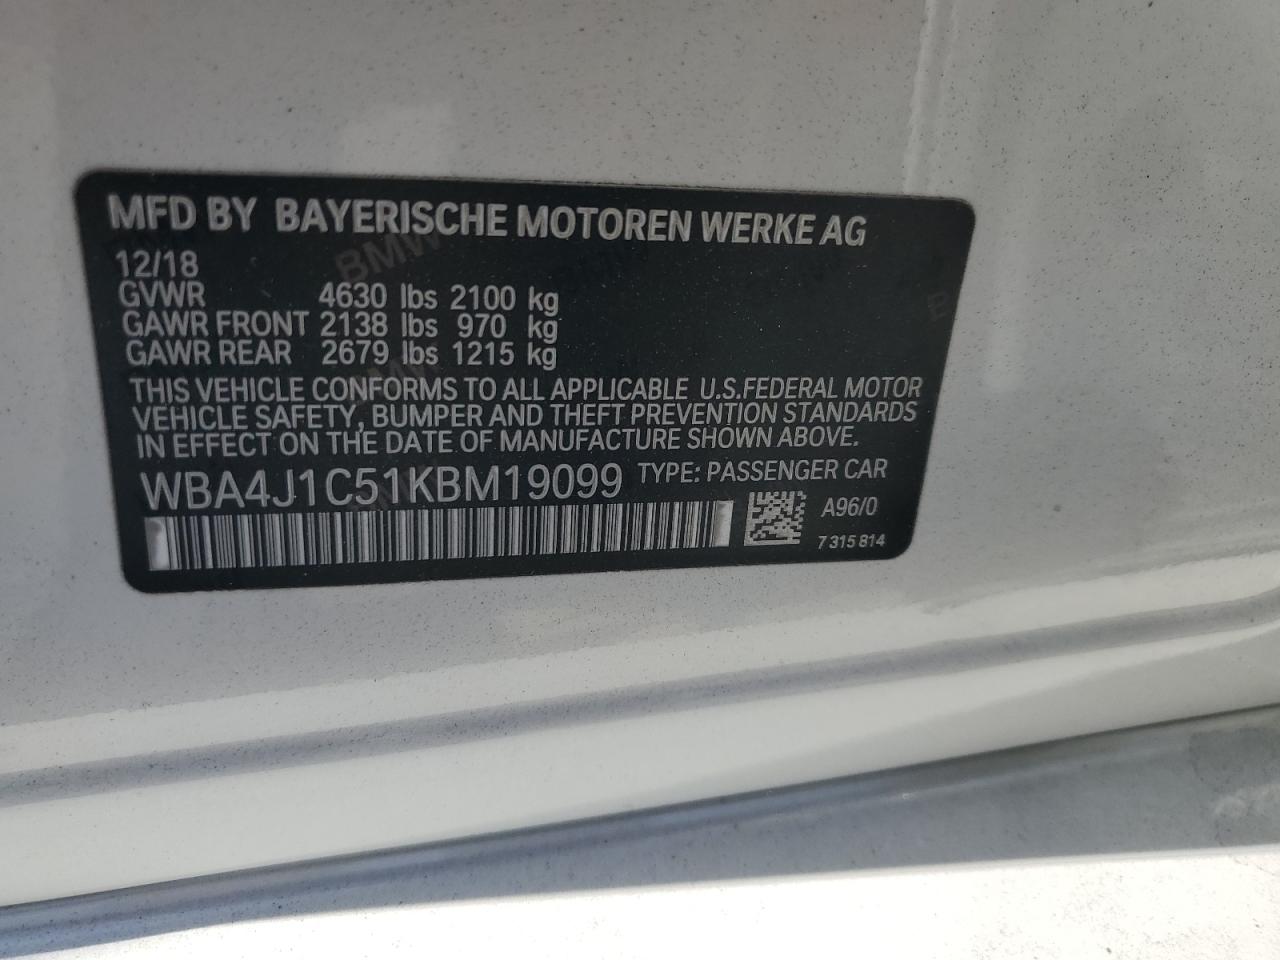 MFD BY BAYERISCHE MOTOREN WERKE AG
12/18
GVWR 4630 lbs 2100 kg
GAWR FRONT 2138 lbs 970 kg
GAWR REAR 2679 lbs 1215 kg
THIS VEHICLE CONFORMS TO ALL APPLICABLE U.S.FEDERAL MOTOR
VEHICLE SAFETY, BUMPER AND THEFT PREVENTION STANDARDS
IN EFFECT ON THE DATE OF MANUFACTURE SHOWN ABOVE.
WBA4J1C51KBM19099 TYPE: PASSENGER CAR
A96/0
7 315 814
BMW